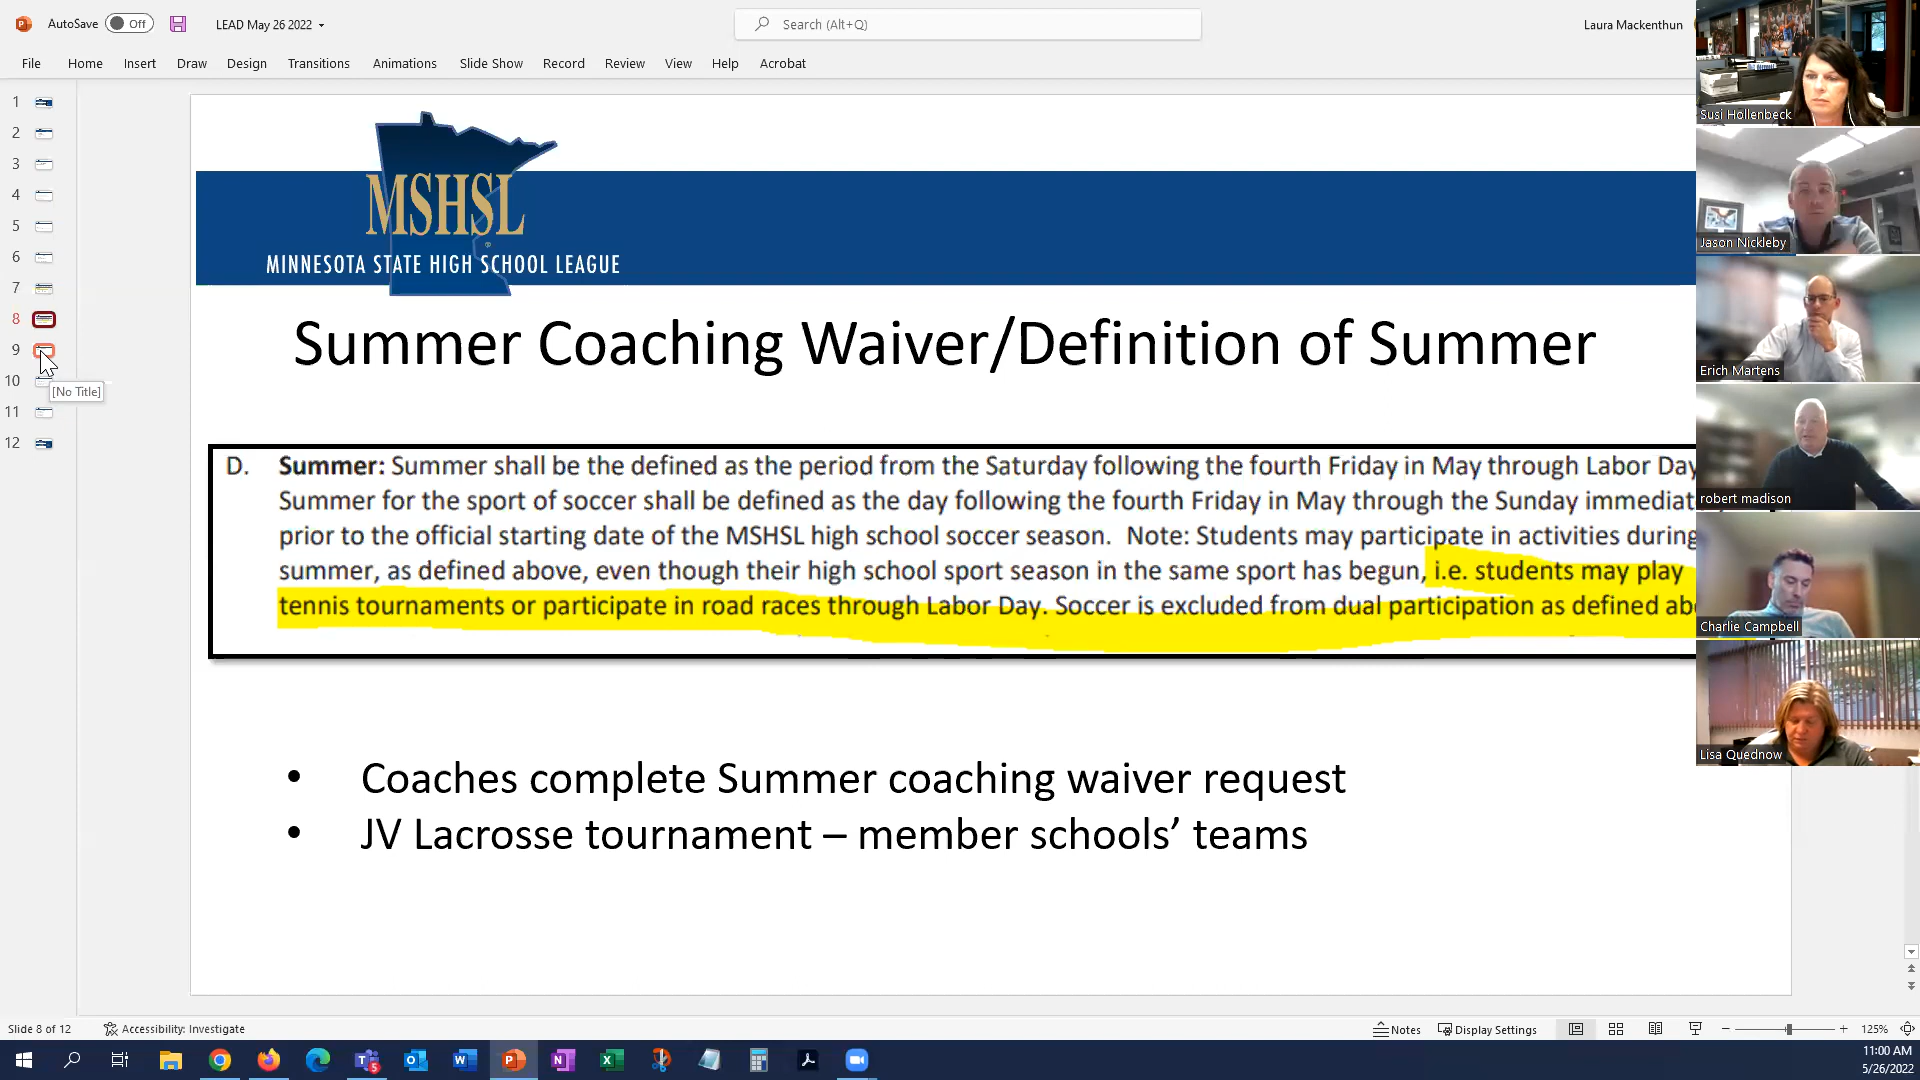 AutoSave Off LEAD May 26 2022 Search (Alt+Q) Laura Mackenthun
File Home Insert Draw Design Transitions Animations Slide Show Record Review View Help Acrobat
1
2
3
4
5
6
7
8
9
10
11
12
[No Title]
MSHSL
MINNESOTA STATE HIGH SCHOOL LEAGUE
Summer Coaching Waiver/Definition of Summer
D. Summer: Summer shall be the defined as the period from the Saturday following the fourth Friday in May through Labor Day
Summer for the sport of soccer shall be defined as the day following the fourth Friday in May through the Sunday immediat
prior to the official starting date of the MSHSL high school soccer season. Note: Students may participate in activities during
summer, as defined above, even though their high school sport season in the same sport has begun, i.e. students may play
tennis tournaments or participate in road races through Labor Day. Soccer is excluded from dual participation as defined ab
• Coaches complete Summer coaching waiver request
• JV Lacrosse tournament – member schools’ teams
Susi Hollenbeck
Jason Nickleby
Erich Martens
robert madison
Charlie Campbell
Lisa Quednow
Slide 8 of 12 Accessibility: Investigate Notes Display Settings 125%
11:00 AM
5/26/2022